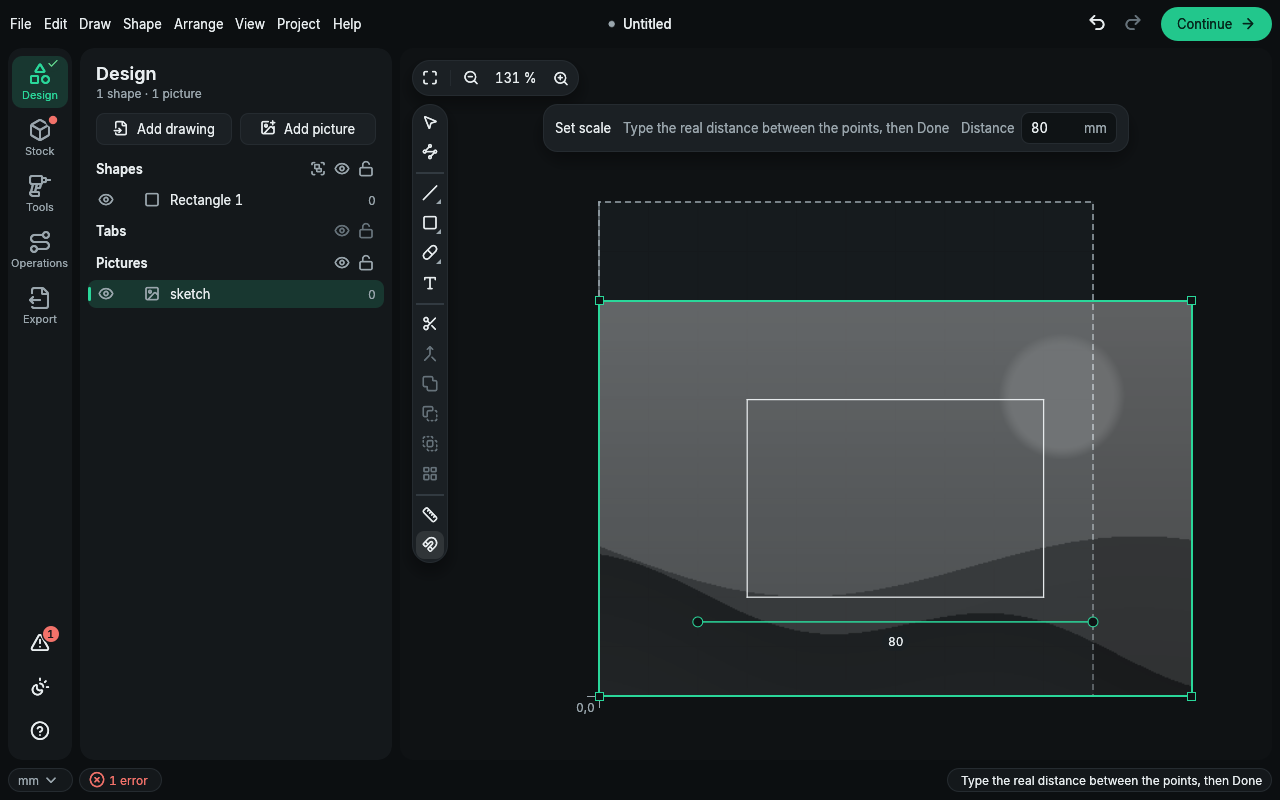 File Edit Draw Shape Arrange View Project Help
Untitled
Continue
Design
Stock
Tools
Operations
Export
1
Design
1 shape · 1 picture
Add drawing
Add picture
Shapes
Rectangle 1 0
Tabs
Pictures
sketch 0
131 %
Set scale Type the real distance between the points, then Done Distance 80 mm
80
0,0
mm
1 error
Type the real distance between the points, then Done